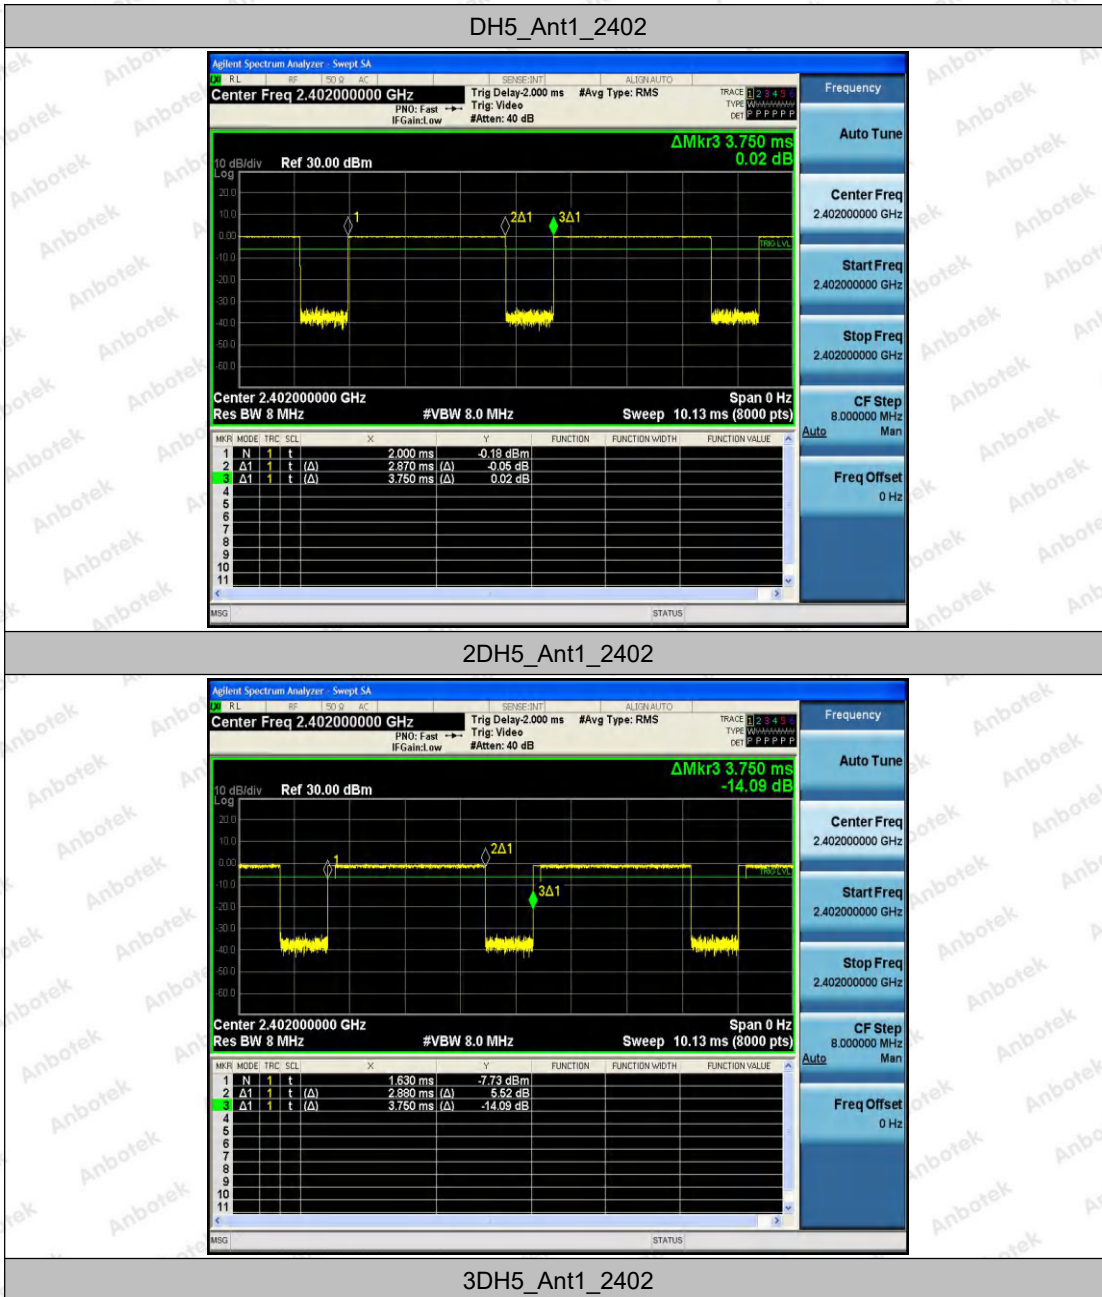 DH5_Ant1_2402
Agilent Spectrum Analyzer - Swept SA
RL RF 50 Ω AC SENSE:INT ALIGNAUTO
Center Freq 2.402000000 GHz
PNO: Fast
IFGain:Low
Trig Delay-2.000 ms #Avg Type: RMS
Trig: Video
#Atten: 40 dB
TRACE 1 2 3 4 5 6
TYPE
DET P P P P P P
Frequency
ΔMkr3 3.750 ms
0.02 dB
10 dB/div Ref 30.00 dBm
Log
20.0
10.0
0.00
-10.0
-20.0
-30.0
-40.0
-50.0
-60.0
1
2Δ1
3Δ1
TRIG LVL
Center 2.402000000 GHz Span 0 Hz
Res BW 8 MHz #VBW 8.0 MHz Sweep 10.13 ms (8000 pts)
MKR MODE TRC SCL X Y FUNCTION FUNCTION WIDTH FUNCTION VALUE
1 N 1 t 2.000 ms -0.18 dBm
2 Δ1 1 t (Δ) 2.870 ms (Δ) -0.05 dB
3 Δ1 1 t (Δ) 3.750 ms (Δ) 0.02 dB
4
5
6
7
8
9
10
11
MSG STATUS
Auto Tune
Center Freq
2.402000000 GHz
Start Freq
2.402000000 GHz
Stop Freq
2.402000000 GHz
CF Step
8.000000 MHz
Auto Man
Freq Offset
0 Hz
2DH5_Ant1_2402
Agilent Spectrum Analyzer - Swept SA
RL RF 50 Ω AC SENSE:INT ALIGNAUTO
Center Freq 2.402000000 GHz
PNO: Fast
IFGain:Low
Trig Delay-2.000 ms #Avg Type: RMS
Trig: Video
#Atten: 40 dB
TRACE 1 2 3 4 5 6
TYPE
DET P P P P P P
Frequency
ΔMkr3 3.750 ms
-14.09 dB
10 dB/div Ref 30.00 dBm
Log
20.0
10.0
0.00
-10.0
-20.0
-30.0
-40.0
-50.0
-60.0
1
2Δ1
3Δ1
TRIG LVL
Center 2.402000000 GHz Span 0 Hz
Res BW 8 MHz #VBW 8.0 MHz Sweep 10.13 ms (8000 pts)
MKR MODE TRC SCL X Y FUNCTION FUNCTION WIDTH FUNCTION VALUE
1 N 1 t 1.630 ms -7.73 dBm
2 Δ1 1 t (Δ) 2.880 ms (Δ) 5.52 dB
3 Δ1 1 t (Δ) 3.750 ms (Δ) -14.09 dB
4
5
6
7
8
9
10
11
MSG STATUS
Auto Tune
Center Freq
2.402000000 GHz
Start Freq
2.402000000 GHz
Stop Freq
2.402000000 GHz
CF Step
8.000000 MHz
Auto Man
Freq Offset
0 Hz
3DH5_Ant1_2402